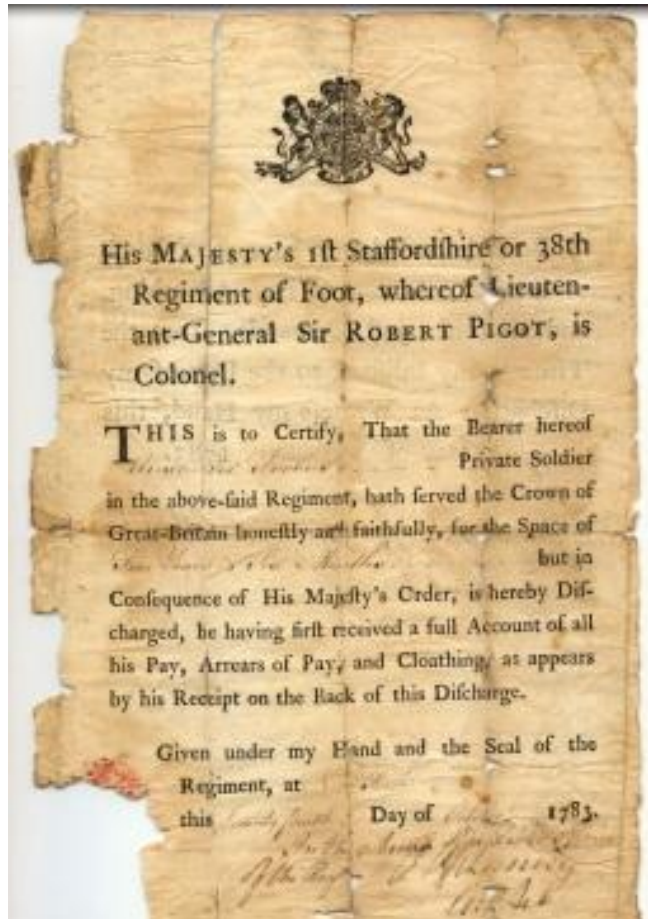 His MAJESTY's 1ſt Staffordſhire or 38th
Regiment of Foot, whereof Lieuten-
ant-General Sir ROBERT PIGOT, is
Colonel.
THIS is to Certify, That the Bearer hereof
Private Soldier
in the above-ſaid Regiment, hath ſerved the Crown of
Great-Britain honeſtly and faithfully, for the Space of
but in
Conſequence of His Majeſty's Order, is hereby Diſ-
charged, he having firſt received a full Account of all
his Pay, Arrears of Pay, and Cloathing, as appears
by his Receipt on the Back of this Diſcharge.
Given under my Hand and the Seal of the
Regiment, at
this Day of 1783.